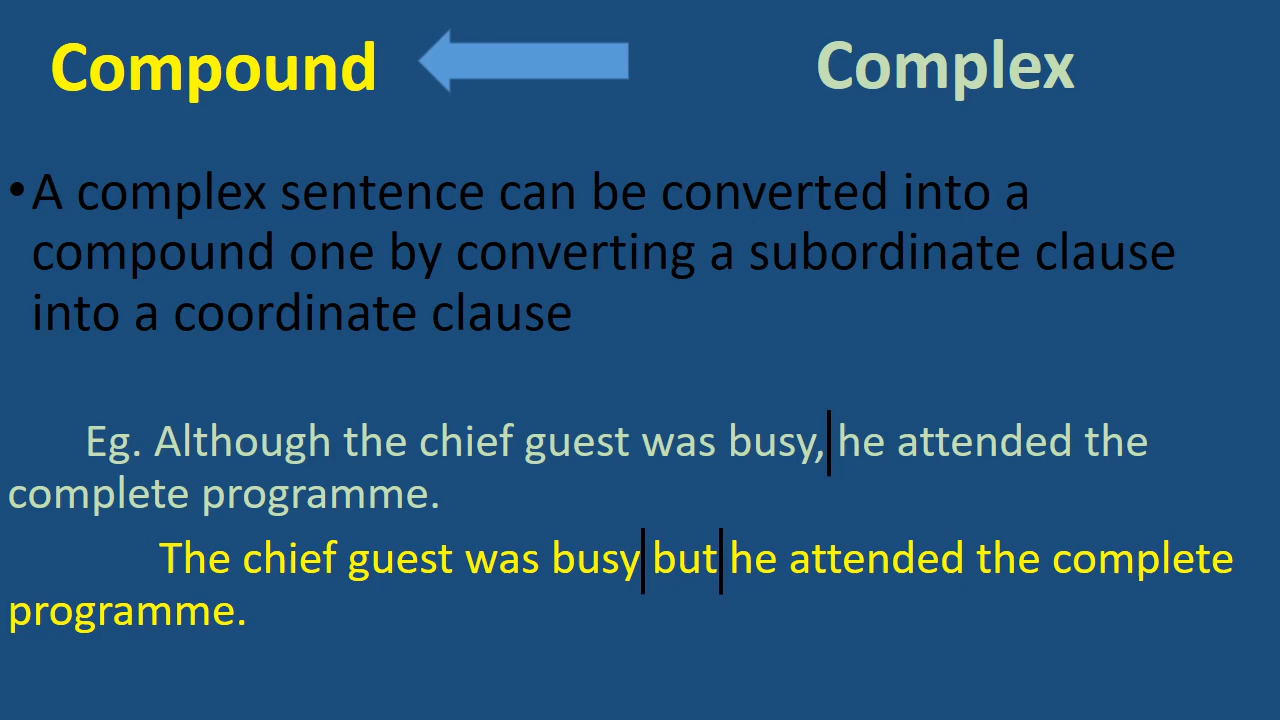 Compound
Complex
•A complex sentence can be converted into a
compound one by converting a subordinate clause
into a coordinate clause
Eg. Although the chief guest was busy, he attended the
complete programme.
The chief guest was busy but he attended the complete
programme.